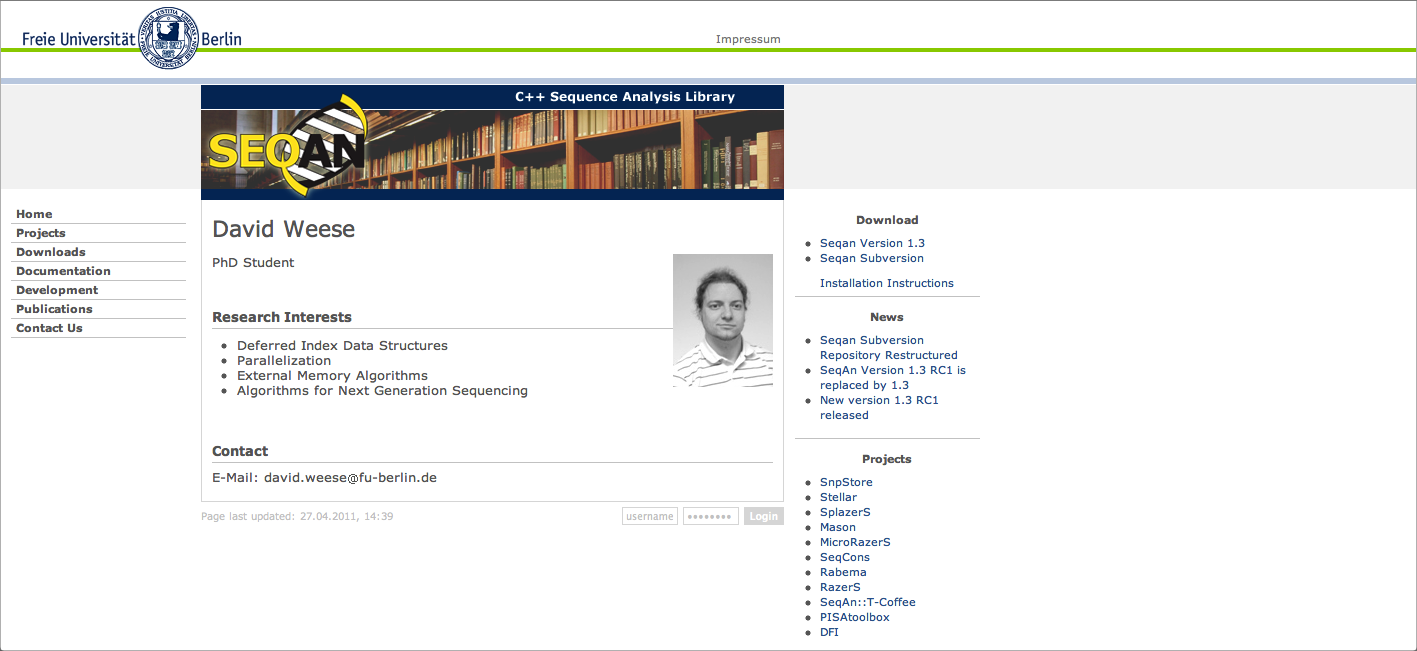 Freie Universität Berlin
Impressum
C++ Sequence Analysis Library
SEQAN
Home
Projects
Downloads
Documentation
Development
Publications
Contact Us
David Weese
PhD Student
Research Interests
Deferred Index Data Structures
Parallelization
External Memory Algorithms
Algorithms for Next Generation Sequencing
Contact
E-Mail: david.weese@fu-berlin.de
Page last updated: 27.04.2011, 14:39
username
••••••••
Login
Download
Seqan Version 1.3
Seqan Subversion
Installation Instructions
News
Seqan Subversion
Repository Restructured
SeqAn Version 1.3 RC1 is
replaced by 1.3
New version 1.3 RC1
released
Projects
SnpStore
Stellar
SplazerS
Mason
MicroRazerS
SeqCons
Rabema
RazerS
SeqAn::T-Coffee
PISAtoolbox
DFI